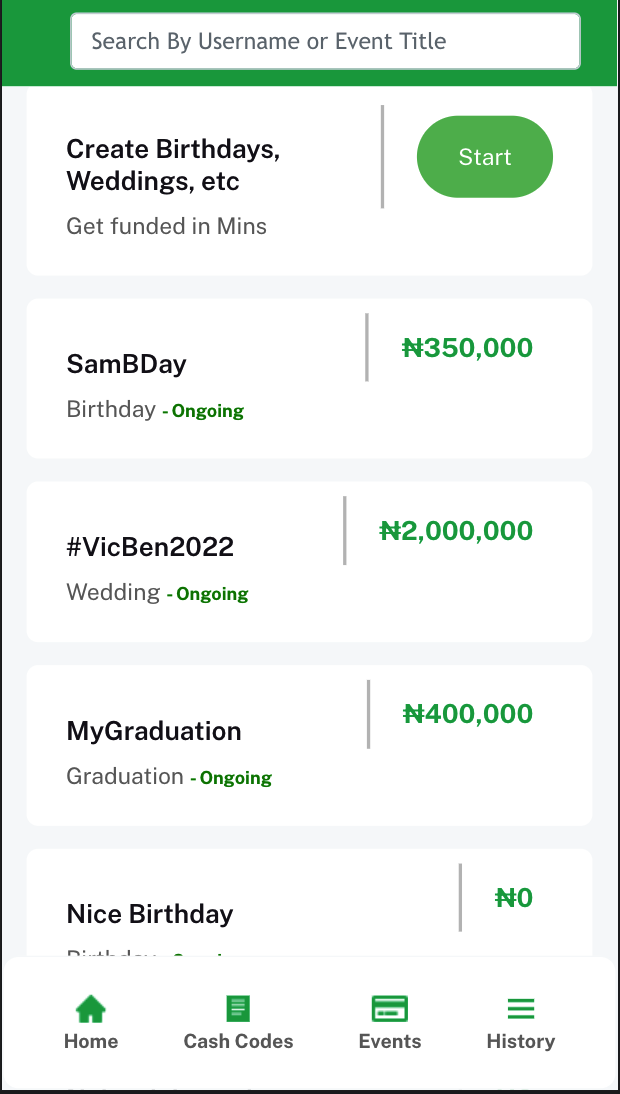 Search By Username or Event Title
Create Birthdays,
Weddings, etc
Get funded in Mins
Start
SamBDay
Birthday - Ongoing
₦350,000
#VicBen2022
Wedding - Ongoing
₦2,000,000
MyGraduation
Graduation - Ongoing
₦400,000
Nice Birthday
₦0
Birthday - Ongoing
Home
Cash Codes
Events
History